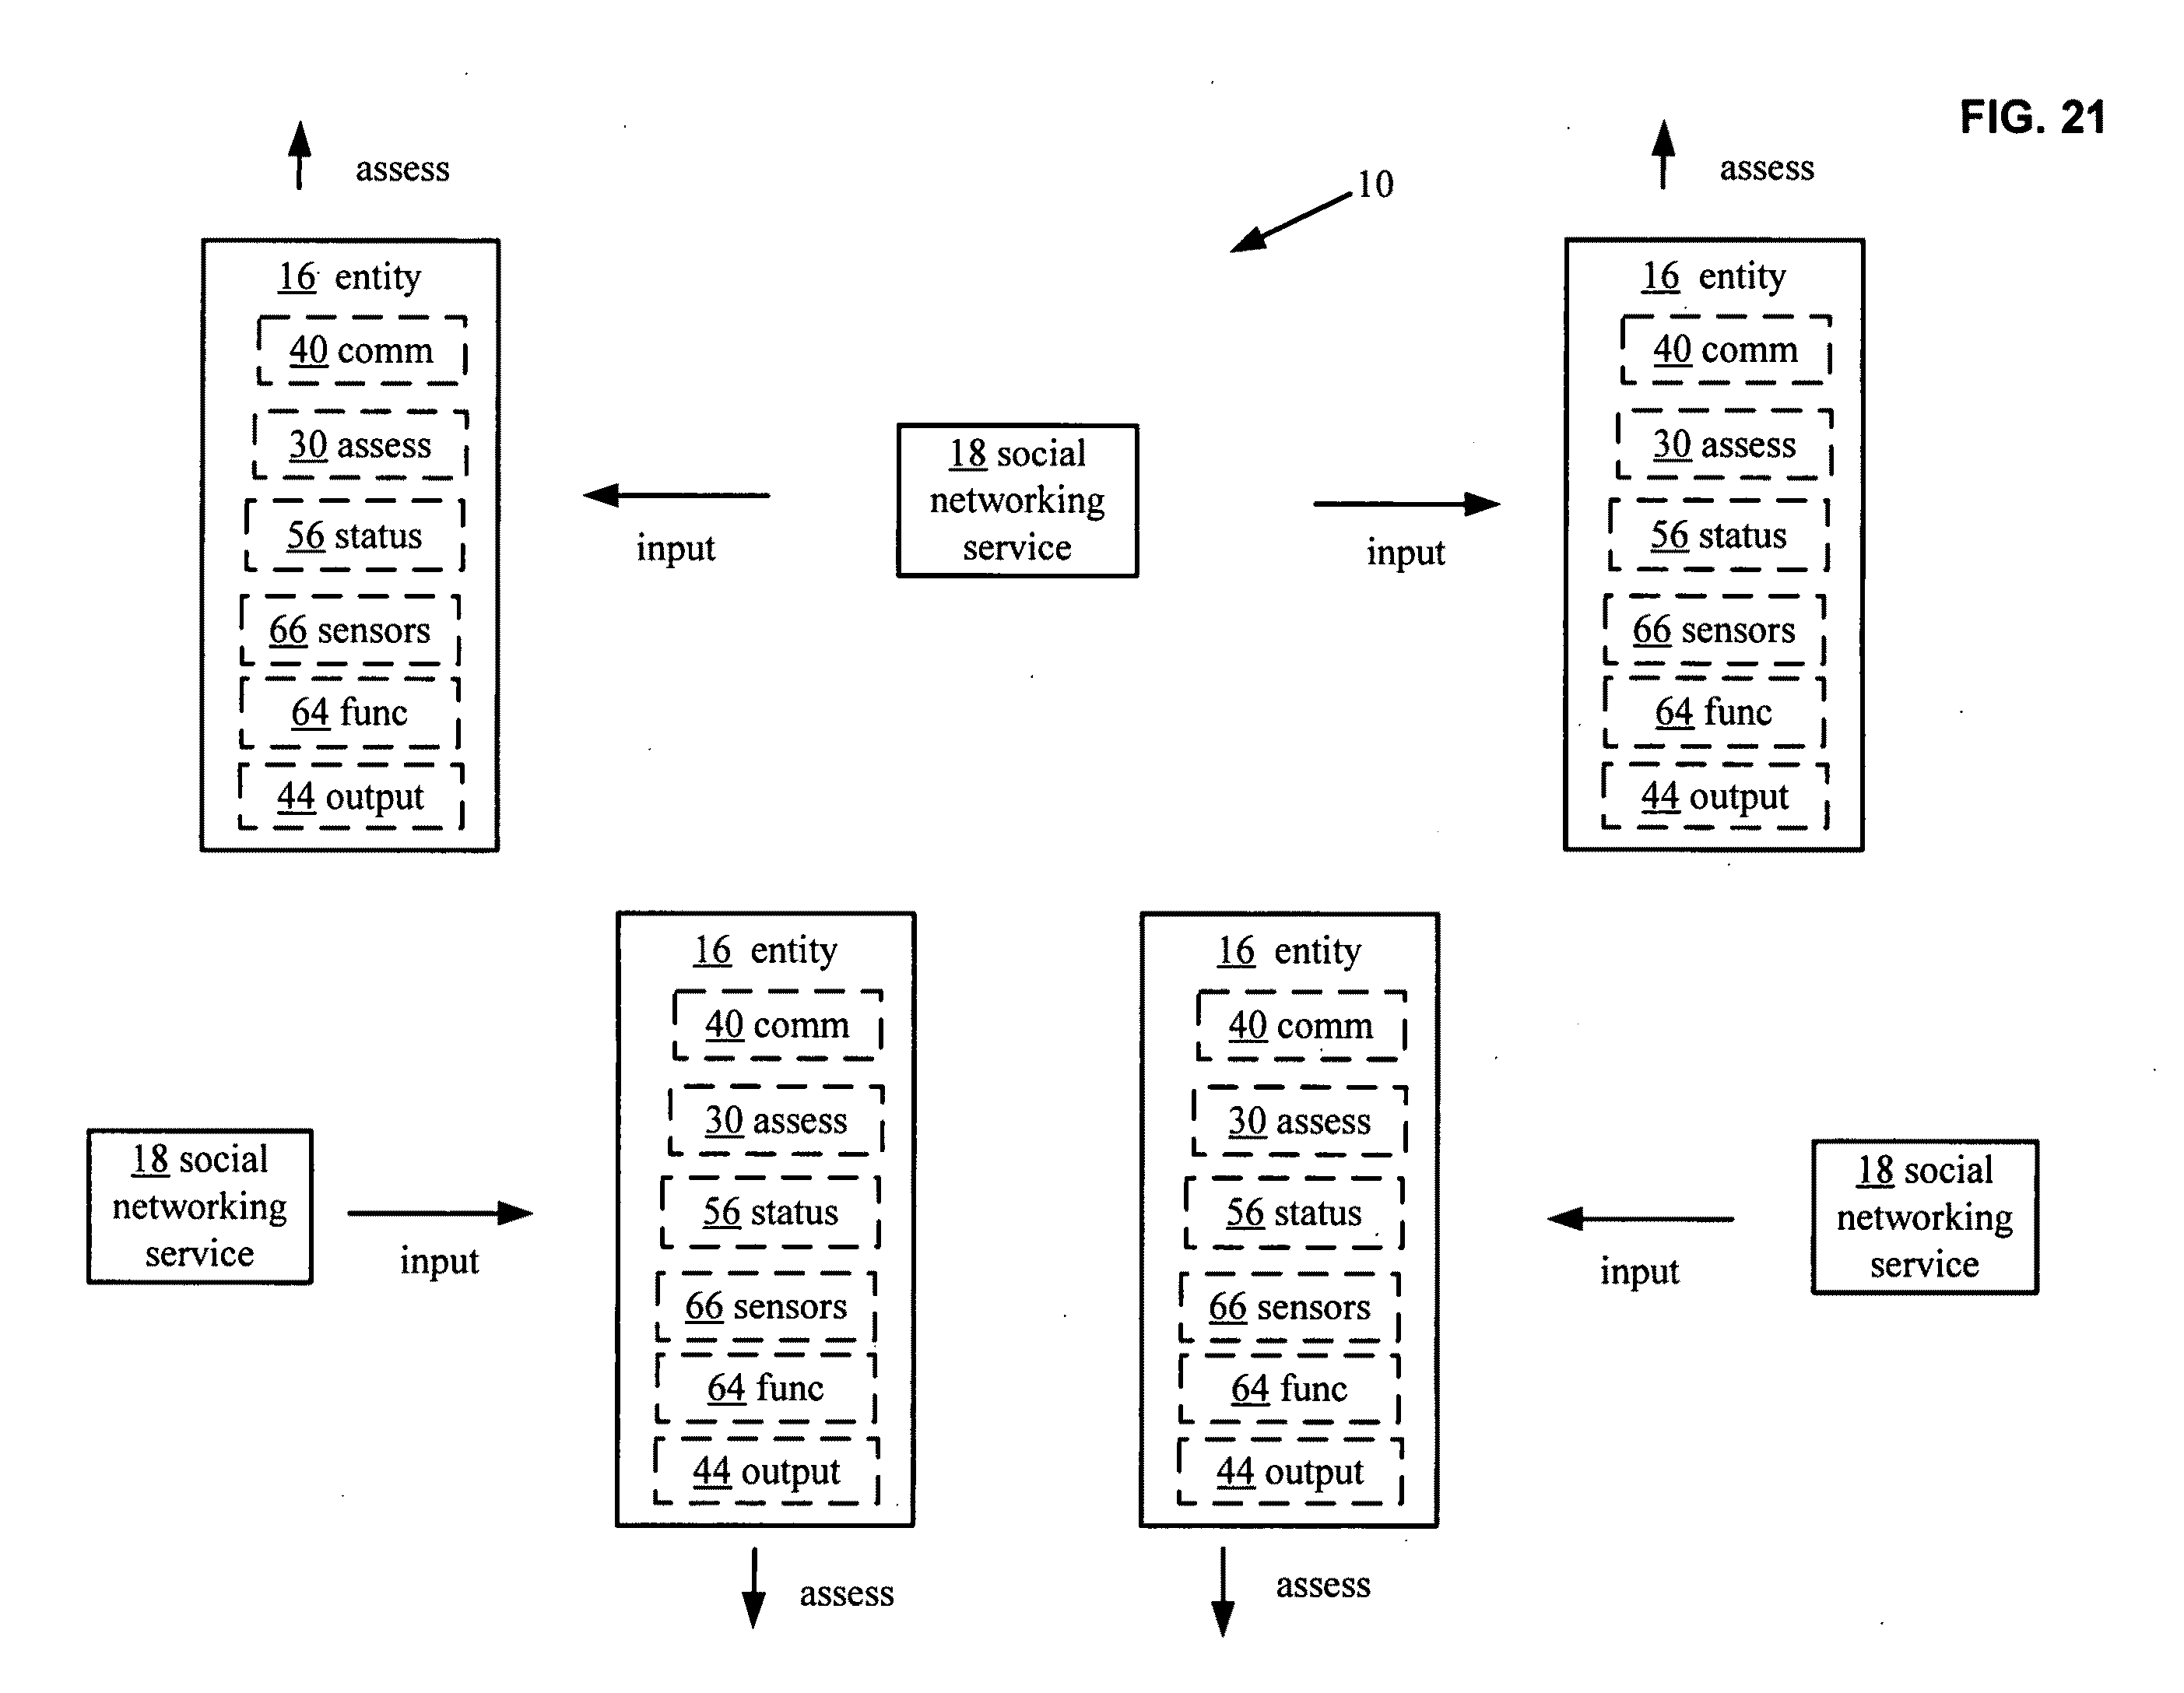 FIG. 21
assess
assess
10
16 entity
40 comm
30 assess
56 status
66 sensors
64 func
44 output
input
18 social
networking
service
input
16 entity
40 comm
30 assess
56 status
66 sensors
64 func
44 output
18 social
networking
service
input
16 entity
40 comm
30 assess
56 status
66 sensors
64 func
44 output
assess
16 entity
40 comm
30 assess
56 status
66 sensors
64 func
44 output
assess
input
18 social
networking
service